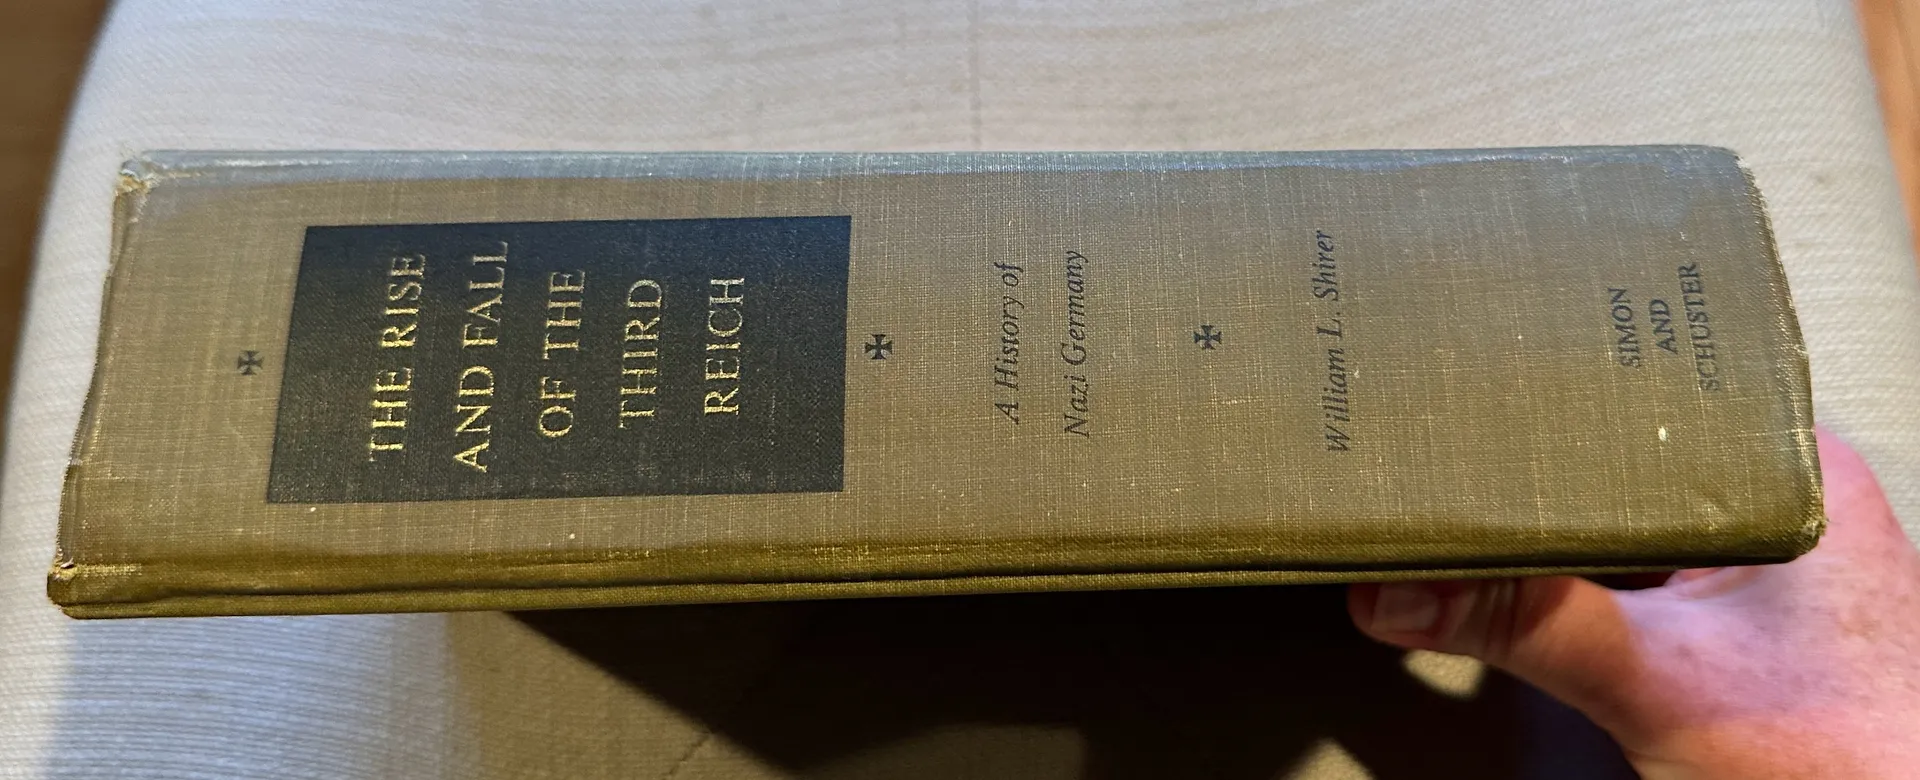 THE RISE
AND FALL
OF THE
THIRD
REICH
A History of
Nazi Germany
William L. Shirer
SIMON
AND
SCHUSTER